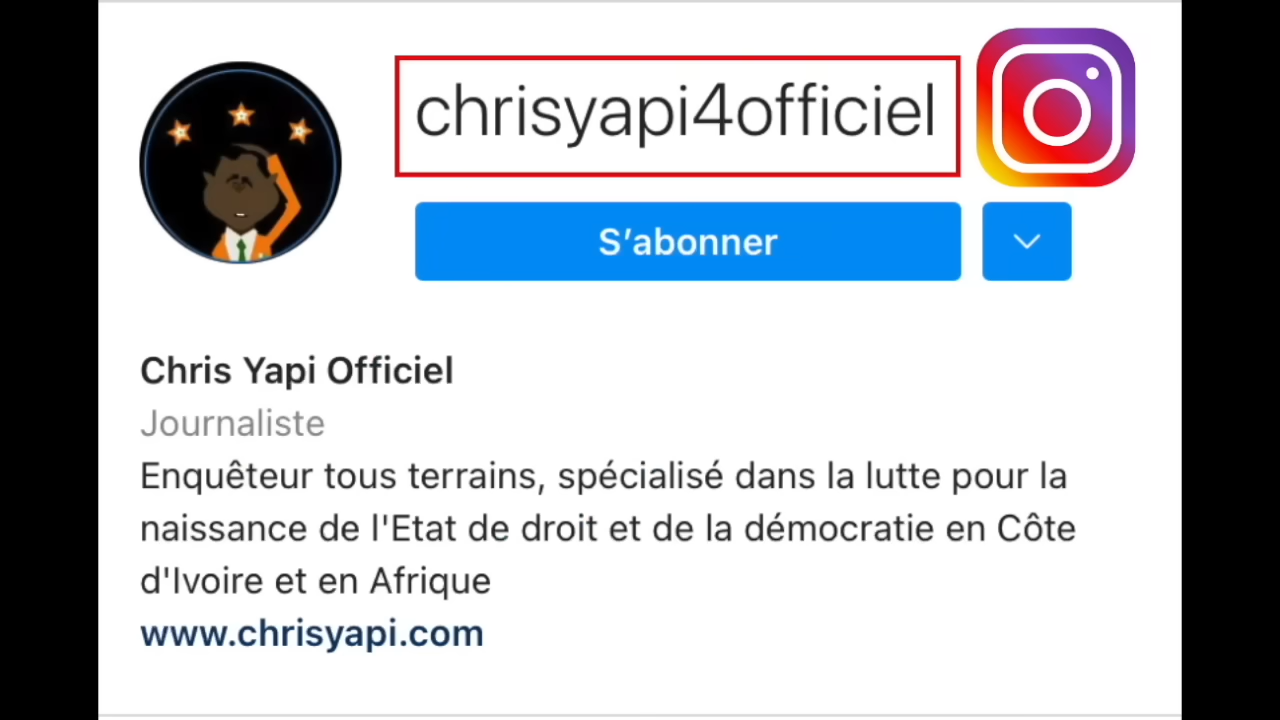 chrisyapi4officiel
S’abonner
Chris Yapi Officiel
Journaliste
Enquêteur tous terrains, spécialisé dans la lutte pour la
naissance de l'Etat de droit et de la démocratie en Côte
d'Ivoire et en Afrique
www.chrisyapi.com